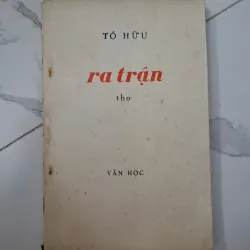 TỐ HỮU
ra trận
thơ
VĂN HỌC